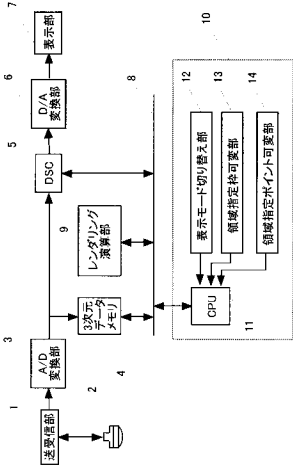 1
送受信部
2
3
A/D
変換部
4
3次元
データ
メモリ
9
レンダリング
演算部
5
DSC
6
D/A
変換部
7
表示部
8
10
11
CPU
12
表示モード切り替え部
13
領域指定枠可変部
14
領域指定ポイント可変部